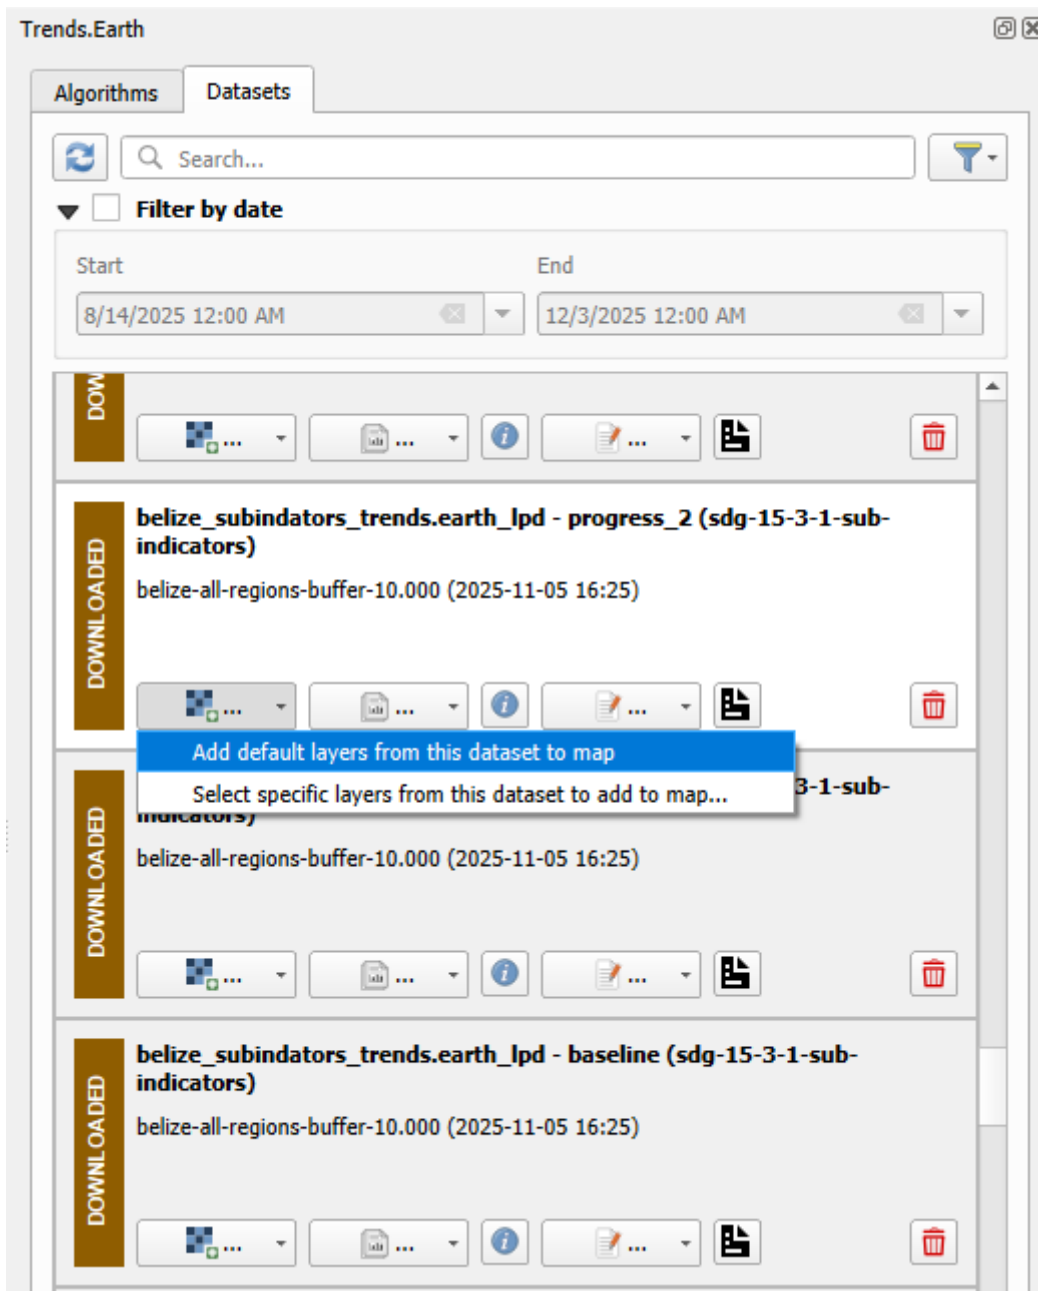 Trends.Earth
Algorithms
Datasets
Search...
Filter by date
Start
End
8/14/2025 12:00 AM
12/3/2025 12:00 AM
DOW
...
...
...
DOWNLOADED
belize_subindators_trends.earth_lpd - progress_2 (sdg-15-3-1-sub-
indicators)
belize-all-regions-buffer-10.000 (2025-11-05 16:25)
...
...
...
Add default layers from this dataset to map
Select specific layers from this dataset to add to map...
DOWNLOADED
3-1-sub-
indicators)
belize-all-regions-buffer-10.000 (2025-11-05 16:25)
...
...
...
DOWNLOADED
belize_subindators_trends.earth_lpd - baseline (sdg-15-3-1-sub-
indicators)
belize-all-regions-buffer-10.000 (2025-11-05 16:25)
...
...
...